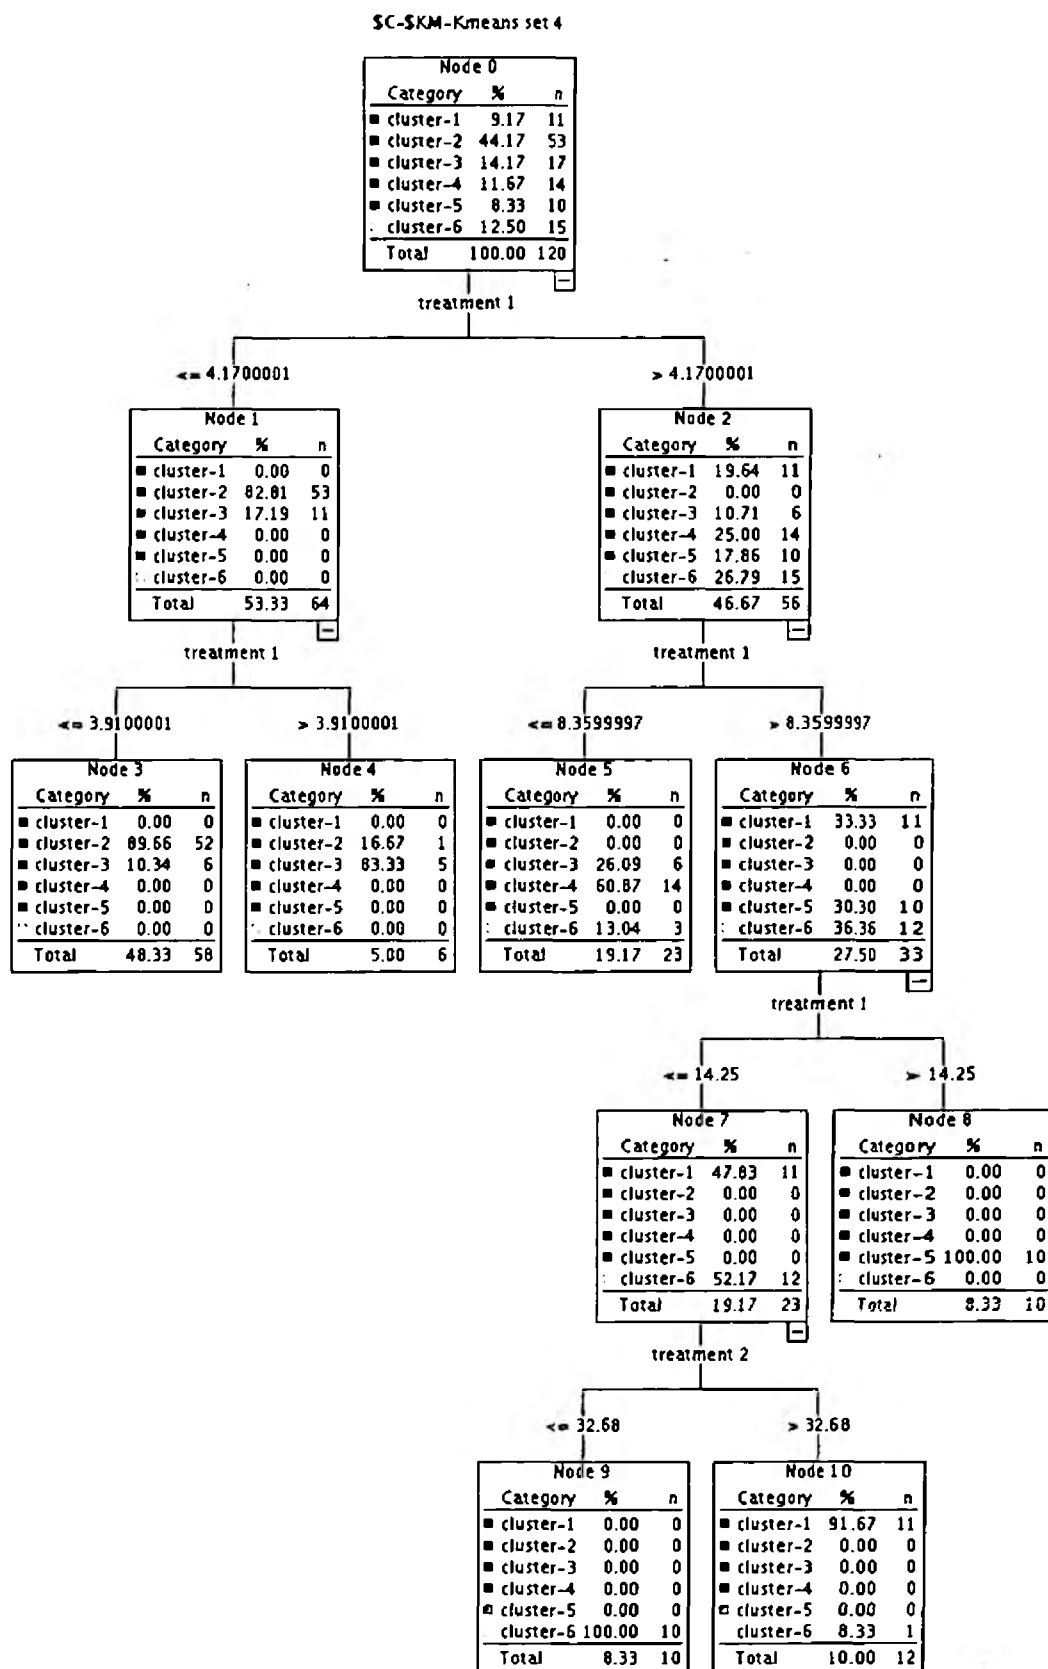 $C-$KM-Kmeans set 4
Node 0
Category % n
cluster-1 9.17 11
cluster-2 44.17 53
cluster-3 14.17 17
cluster-4 11.67 14
cluster-5 8.33 10
cluster-6 12.50 15
Total 100.00 120
treatment 1
<= 4.1700001
> 4.1700001
Node 1
Category % n
cluster-1 0.00 0
cluster-2 82.81 53
cluster-3 17.19 11
cluster-4 0.00 0
cluster-5 0.00 0
cluster-6 0.00 0
Total 53.33 64
treatment 1
Node 2
Category % n
cluster-1 19.64 11
cluster-2 0.00 0
cluster-3 10.71 6
cluster-4 25.00 14
cluster-5 17.86 10
cluster-6 26.79 15
Total 46.67 56
treatment 1
<= 3.9100001
> 3.9100001
<= 8.3599997
> 8.3599997
Node 3
Category % n
cluster-1 0.00 0
cluster-2 89.66 52
cluster-3 10.34 6
cluster-4 0.00 0
cluster-5 0.00 0
cluster-6 0.00 0
Total 48.33 58
Node 4
Category % n
cluster-1 0.00 0
cluster-2 16.67 1
cluster-3 83.33 5
cluster-4 0.00 0
cluster-5 0.00 0
cluster-6 0.00 0
Total 5.00 6
Node 5
Category % n
cluster-1 0.00 0
cluster-2 0.00 0
cluster-3 26.09 6
cluster-4 60.87 14
cluster-5 0.00 0
cluster-6 13.04 3
Total 19.17 23
Node 6
Category % n
cluster-1 33.33 11
cluster-2 0.00 0
cluster-3 0.00 0
cluster-4 0.00 0
cluster-5 30.30 10
cluster-6 36.36 12
Total 27.50 33
treatment 1
<= 14.25
> 14.25
Node 7
Category % n
cluster-1 47.83 11
cluster-2 0.00 0
cluster-3 0.00 0
cluster-4 0.00 0
cluster-5 0.00 0
cluster-6 52.17 12
Total 19.17 23
treatment 2
Node 8
Category % n
cluster-1 0.00 0
cluster-2 0.00 0
cluster-3 0.00 0
cluster-4 0.00 0
cluster-5 100.00 10
cluster-6 0.00 0
Total 8.33 10
<= 32.68
> 32.68
Node 9
Category % n
cluster-1 0.00 0
cluster-2 0.00 0
cluster-3 0.00 0
cluster-4 0.00 0
cluster-5 0.00 0
cluster-6 100.00 10
Total 8.33 10
Node 10
Category % n
cluster-1 91.67 11
cluster-2 0.00 0
cluster-3 0.00 0
cluster-4 0.00 0
cluster-5 0.00 0
cluster-6 8.33 1
Total 10.00 12